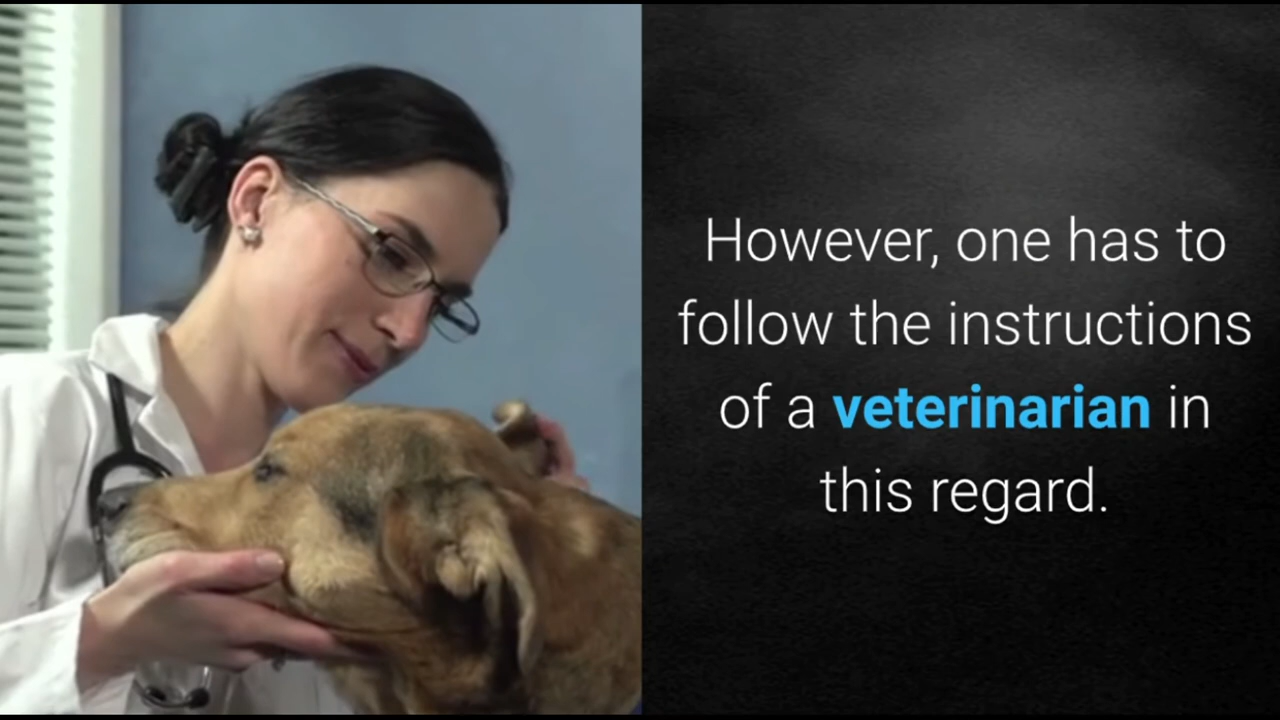 However, one has to
follow the instructions
of a veterinarian in
this regard.